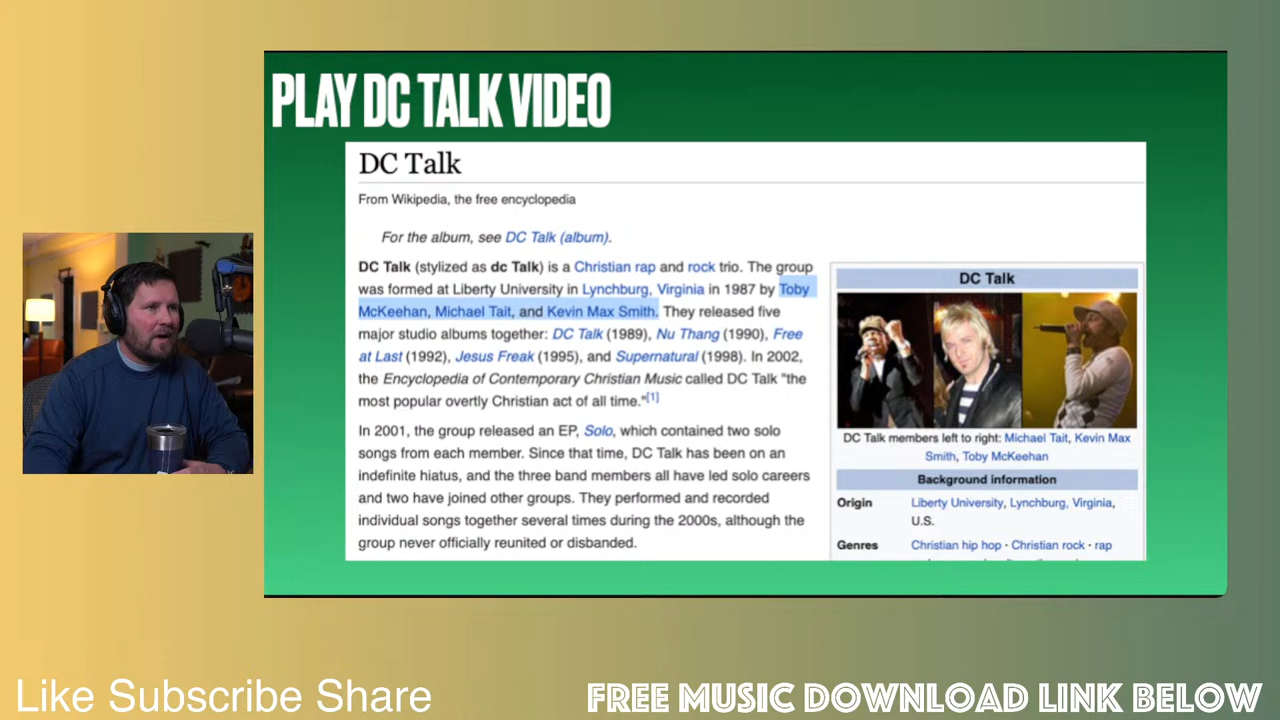 PLAY DC TALK VIDEO
DC Talk
From Wikipedia, the free encyclopedia
For the album, see DC Talk (album).
DC Talk (stylized as dc Talk) is a Christian rap and rock trio. The group
was formed at Liberty University in Lynchburg, Virginia in 1987 by Toby
McKeehan, Michael Tait, and Kevin Max Smith. They released five
major studio albums together: DC Talk (1989), Nu Thang (1990), Free
at Last (1992), Jesus Freak (1995), and Supernatural (1998). In 2002,
the Encyclopedia of Contemporary Christian Music called DC Talk "the
most popular overtly Christian act of all time."[1]
In 2001, the group released an EP, Solo, which contained two solo
songs from each member. Since that time, DC Talk has been on an
indefinite hiatus, and the three band members all have led solo careers
and two have joined other groups. They performed and recorded
individual songs together several times during the 2000s, although the
group never officially reunited or disbanded.
DC Talk
DC Talk members left to right: Michael Tait, Kevin Max
Smith, Toby McKeehan
Background information
Origin Liberty University, Lynchburg, Virginia,
U.S.
Genres Christian hip hop · Christian rock · rap
Like Subscribe Share
FREE MUSIC DOWNLOAD LINK BELOW